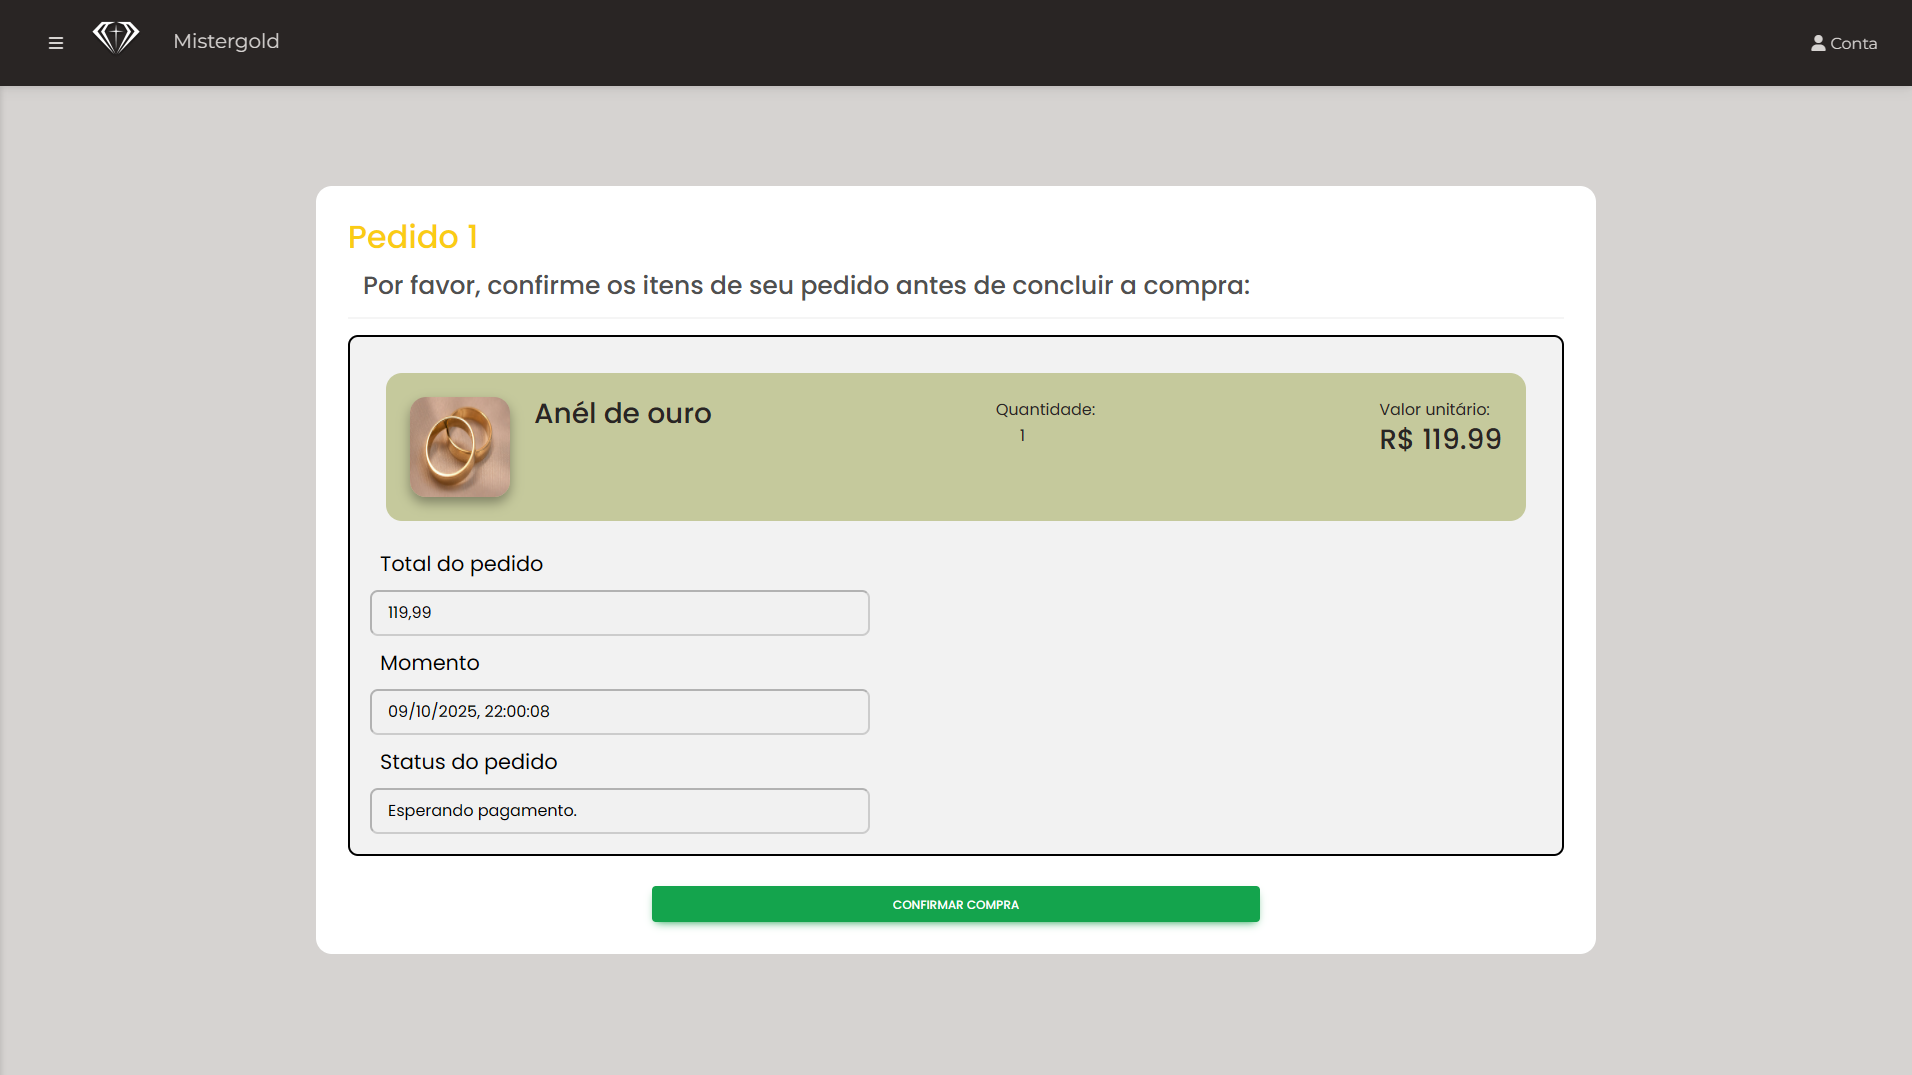 Mistergold
Conta
Pedido 1
Por favor, confirme os itens de seu pedido antes de concluir a compra:
Anél de ouro
Quantidade:
1
Valor unitário:
R$ 119.99
Total do pedido
119,99
Momento
09/10/2025, 22:00:08
Status do pedido
Esperando pagamento.
CONFIRMAR COMPRA